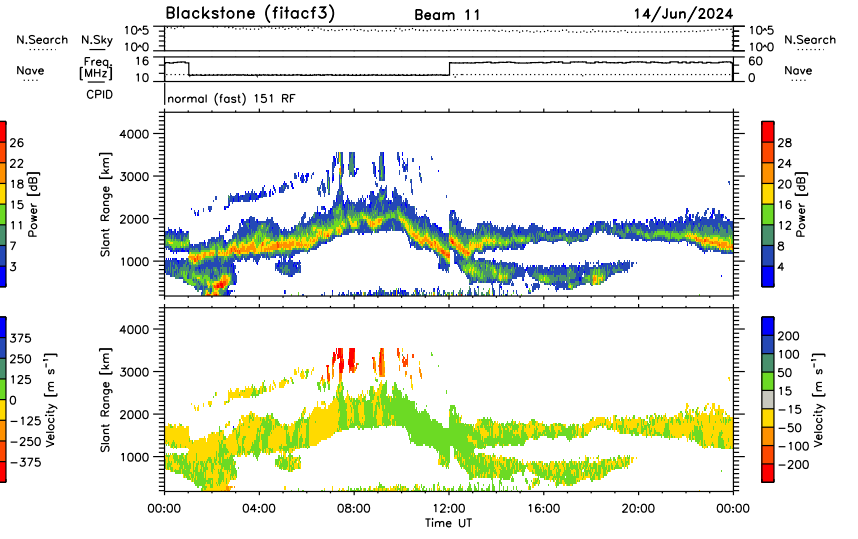 Blackstone (fitacf3) Beam 11 14/Jun/2024
N.Search N.Sky 10^5 10^0 10^5 10^0 N.Search
Nave Freq. [MHz] 16 10 60 0 Nave
CPID normal (fast) 151 RF
Power [dB] 26 22 18 15 11 7 3
Slant Range [km] 4000 3000 2000 1000
28 24 20 16 12 8 4 Power [dB]
Velocity [m s⁻¹] 375 250 125 0 −125 −250 −375
Slant Range [km] 4000 3000 2000 1000
200 100 50 15 −15 −50 −100 −200 Velocity [m s⁻¹]
00:00 04:00 08:00 12:00 16:00 20:00 00:00
Time UT